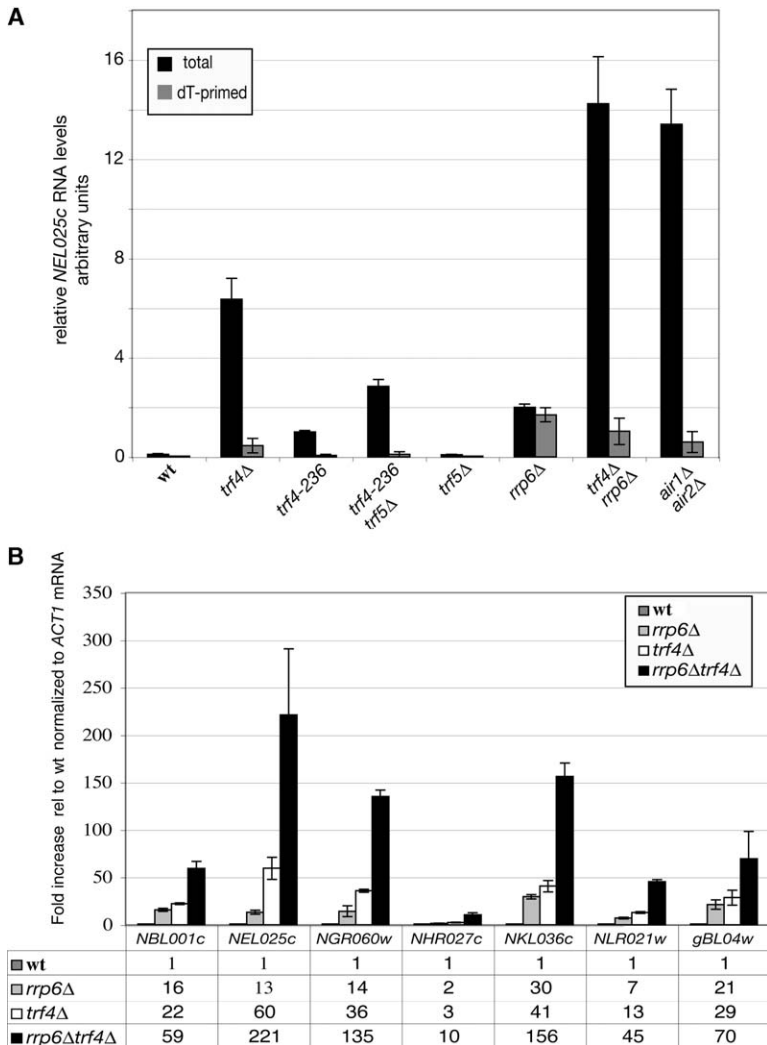 A
16
12
8
4
0
total
dT-primed
relative NEL025c RNA levels
arbitrary units
wt
trf4Δ
trf4-236
trf4-236
trf5Δ
trf5Δ
rrp6Δ
trf4Δ
rrp6Δ
air1Δ
air2Δ
B
Fold increase rel to wt normalized to ACT1 mRNA
350
300
250
200
150
100
50
0
wt
rrp6Δ
trf4Δ
rrp6Δtrf4Δ
NBL001c NEL025c NGR060w NHR027c NKL036c NLR021w gBL04w
wt 1 1 1 1 1 1 1
rrp6Δ 16 13 14 2 30 7 21
trf4Δ 22 60 36 3 41 13 29
rrp6Δtrf4Δ 59 221 135 10 156 45 70